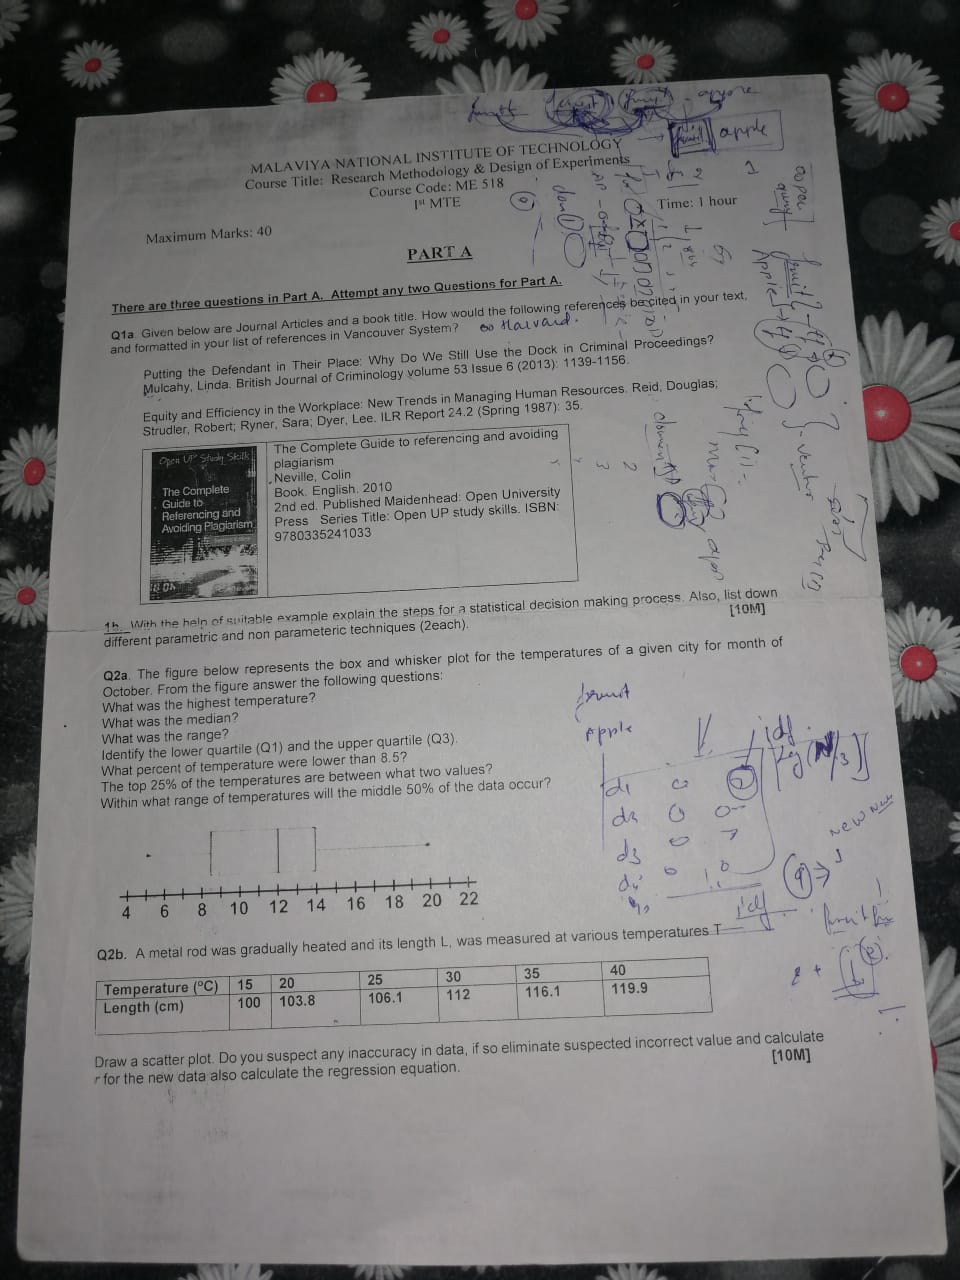 MALAVIYA NATIONAL INSTITUTE OF TECHNOLOGY
Course Title: Research Methodology & Design of Experiments
Course Code: ME 518
Ist MTE
Time: 1 hour
Maximum Marks: 40
PART A
There are three questions in Part A. Attempt any two Questions for Part A.
Q1a. Given below are Journal Articles and a book title. How would the following references be cited in your text,
and formatted in your list of references in Vancouver System? or Harvard.
Putting the Defendant in Their Place: Why Do We Still Use the Dock in Criminal Proceedings?
Mulcahy, Linda. British Journal of Criminology volume 53 Issue 6 (2013): 1139-1156.
Equity and Efficiency in the Workplace: New Trends in Managing Human Resources. Reid, Douglas;
Strudler, Robert; Ryner, Sara; Dyer, Lee. ILR Report 24.2 (Spring 1987): 35.
Open UP Study Skills
The Complete
Guide to
Referencing and
Avoiding Plagiarism
The Complete Guide to referencing and avoiding
plagiarism
Neville, Colin
Book. English. 2010
2nd ed. Published Maidenhead: Open University
Press Series Title: Open UP study skills. ISBN:
9780335241033
1b. With the help of suitable example explain the steps for a statistical decision making process. Also, list down
different parametric and non parameteric techniques (2each). [10M]
Q2a. The figure below represents the box and whisker plot for the temperatures of a given city for month of
October. From the figure answer the following questions:
What was the highest temperature?
What was the median?
What was the range?
Identify the lower quartile (Q1) and the upper quartile (Q3).
What percent of temperature were lower than 8.5?
The top 25% of the temperatures are between what two values?
Within what range of temperatures will the middle 50% of the data occur?
4 6 8 10 12 14 16 18 20 22
Q2b. A metal rod was gradually heated and its length L, was measured at various temperatures T
Temperature (°C) 15 20 25 30 35 40
Length (cm) 100 103.8 106.1 112 116.1 119.9
Draw a scatter plot. Do you suspect any inaccuracy in data, if so eliminate suspected incorrect value and calculate
r for the new data also calculate the regression equation. [10M]
apple
fruit
Apple
idf
d1
d2
d3
idf
new